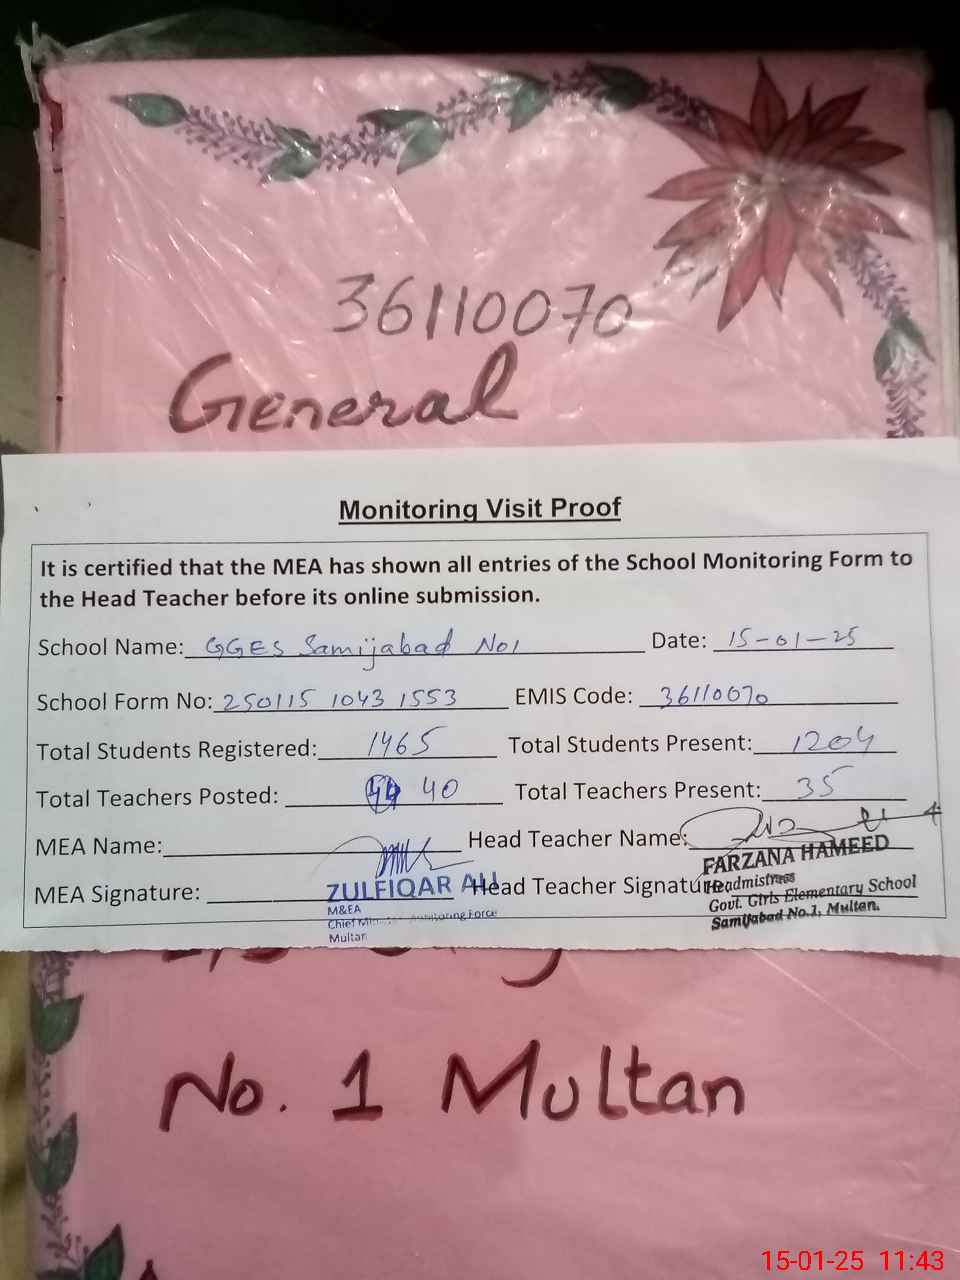 36110070
General
Monitoring Visit Proof
It is certified that the MEA has shown all entries of the School Monitoring Form to
the Head Teacher before its online submission.
School Name: GGES Samijabad No1 Date: 15-01-25
School Form No: 250115 1043 1553 EMIS Code: 36110070
Total Students Registered: 1465 Total Students Present: 1204
Total Teachers Posted: 40 Total Teachers Present: 35
MEA Name: Head Teacher Name:
FARZANA HAMEED
MEA Signature: ZULFIQAR ALI Head Teacher Signature
Headmistress
M&EA
Govt. Girls Elementary School
Chief Monitoring Force
Samijabad No.1, Multan.
Multan
No. 1 Multan
15-01-25 11:43